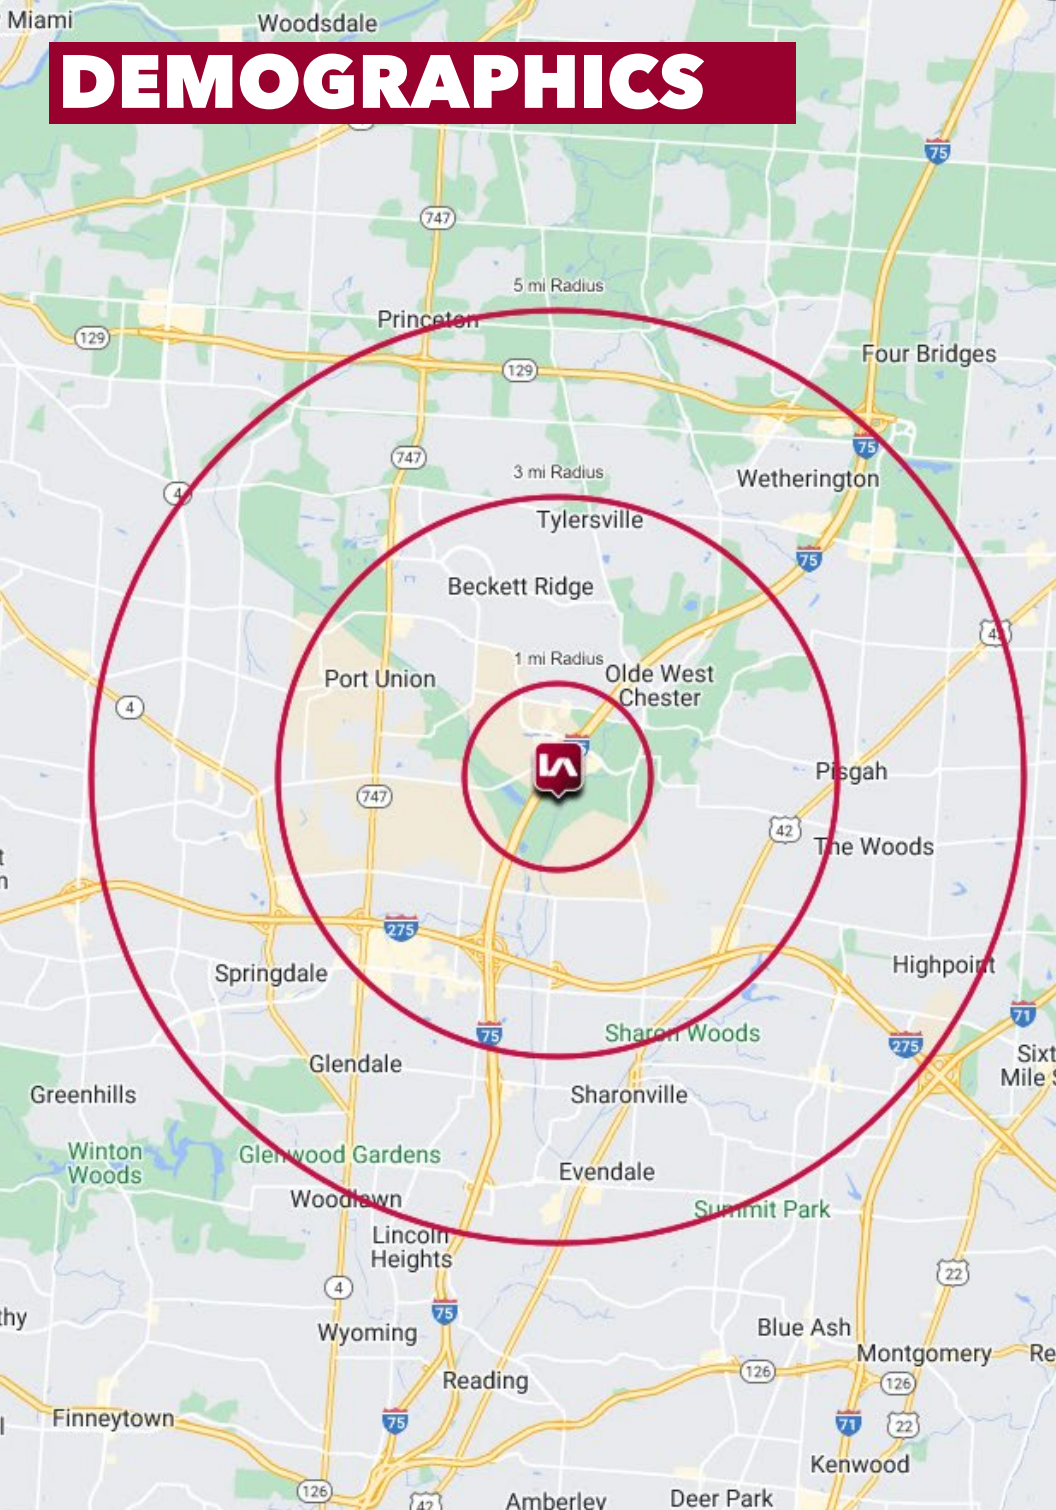 Miami
Woodsdale
DEMOGRAPHICS
75
747
5 mi Radius
Princeton
129
Four Bridges
129
75
747
3 mi Radius
Wetherington
4
Tylersville
75
Beckett Ridge
42
1 mi Radius
Port Union
Olde West
Chester
4
Pisgah
747
42
The Woods
275
Highpoint
Springdale
71
75
Sharon Woods
275
Glendale
Sixt
Mile S
Greenhills
Sharonville
Winton
Woods
Glenwood Gardens
Evendale
Woodlawn
Summit Park
Lincoln
Heights
22
4
thy
75
Blue Ash
Wyoming
Montgomery
Re
126
Reading
126
Finneytown
75
71
22
Kenwood
126
42
Amberley
Deer Park